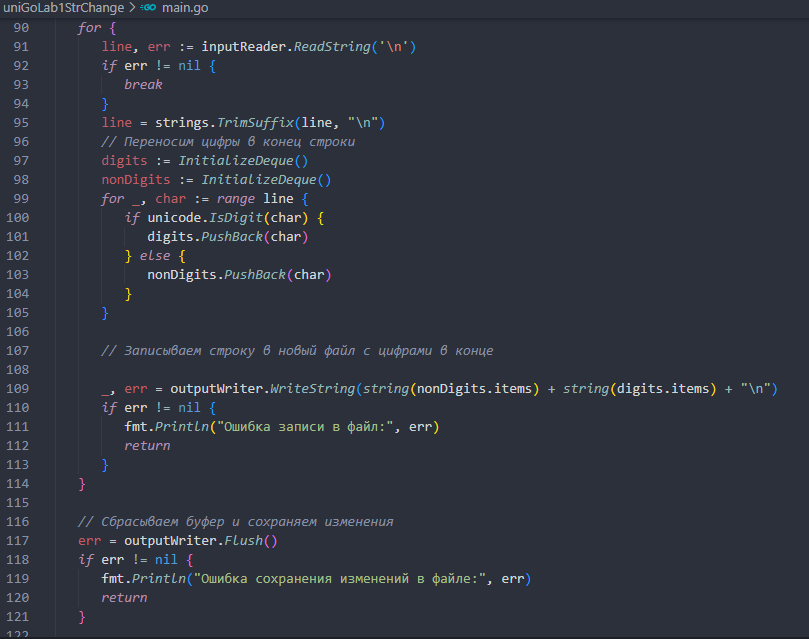 uniGoLab1StrChange > GO main.go
90 for {
91 line, err := inputReader.ReadString('\n')
92 if err != nil {
93 break
94 }
95 line = strings.TrimSuffix(line, "\n")
96 // Переносим цифры в конец строки
97 digits := InitializeDeque()
98 nonDigits := InitializeDeque()
99 for _, char := range line {
100 if unicode.IsDigit(char) {
101 digits.PushBack(char)
102 } else {
103 nonDigits.PushBack(char)
104 }
105 }
106
107 // Записываем строку в новый файл с цифрами в конце
108
109 _, err = outputWriter.WriteString(string(nonDigits.items) + string(digits.items) + "\n")
110 if err != nil {
111 fmt.Println("Ошибка записи в файл:", err)
112 return
113 }
114 }
115
116 // Сбрасываем буфер и сохраняем изменения
117 err = outputWriter.Flush()
118 if err != nil {
119 fmt.Println("Ошибка сохранения изменений в файле:", err)
120 return
121 }
122